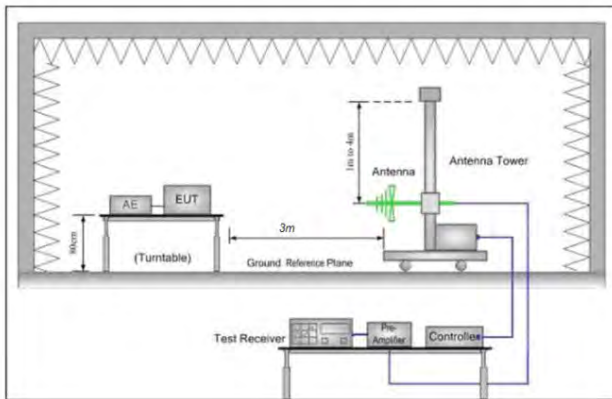 1m to 4m
Antenna
Antenna Tower
AE
EUT
80cm
(Turntable)
3m
Ground Reference Plane
Test Receiver
Pre-
Amplifier
Controller